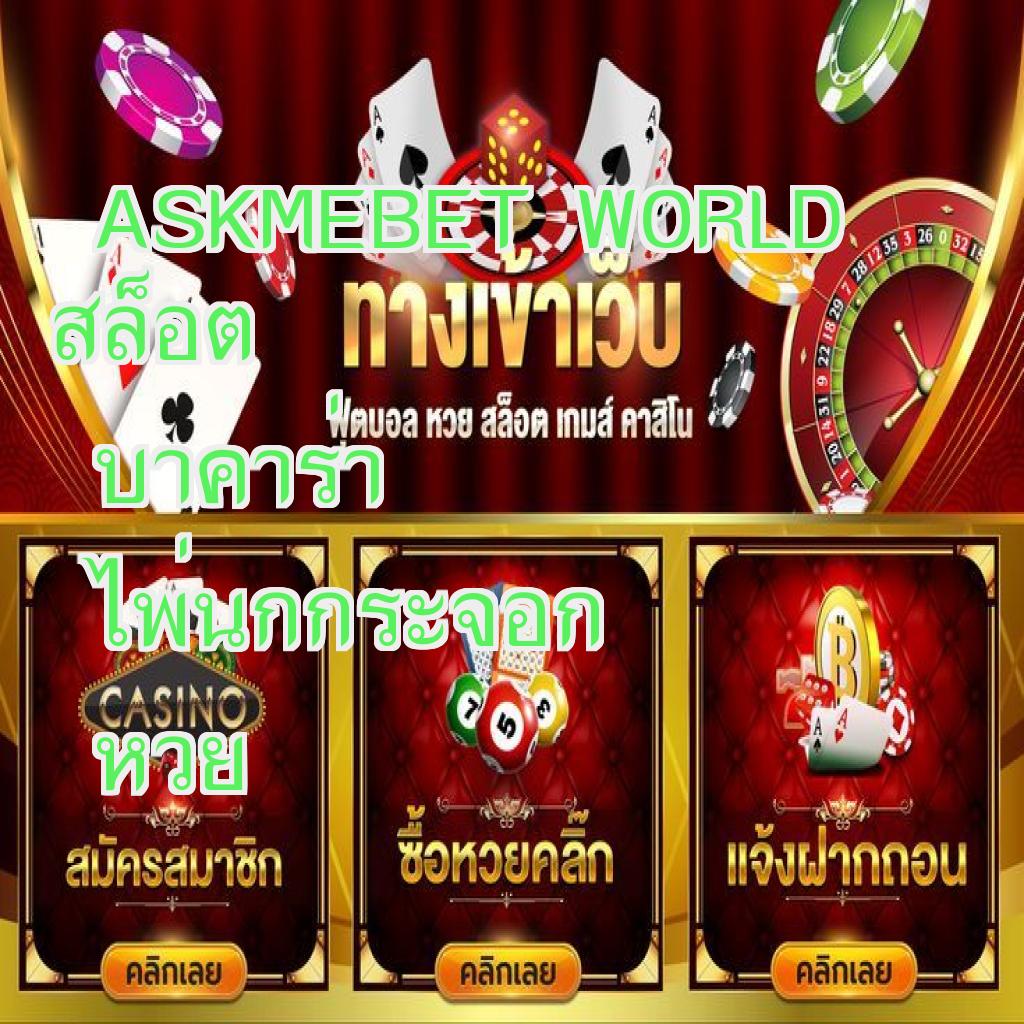 ASKMEBET WORLD
สล็อต
ทางเข้าเว็บ
ฟุตบอล หวย สล็อต เกมส์ คาสิโน
บาคาร่า
ไพ่นกกระจอก
CASINO
7 5 3
หวย
สมัครสมาชิก
ซื้อหวยคลิ๊ก
แจ้งฝากถอน
คลิกเลย
คลิกเลย
คลิกเลย